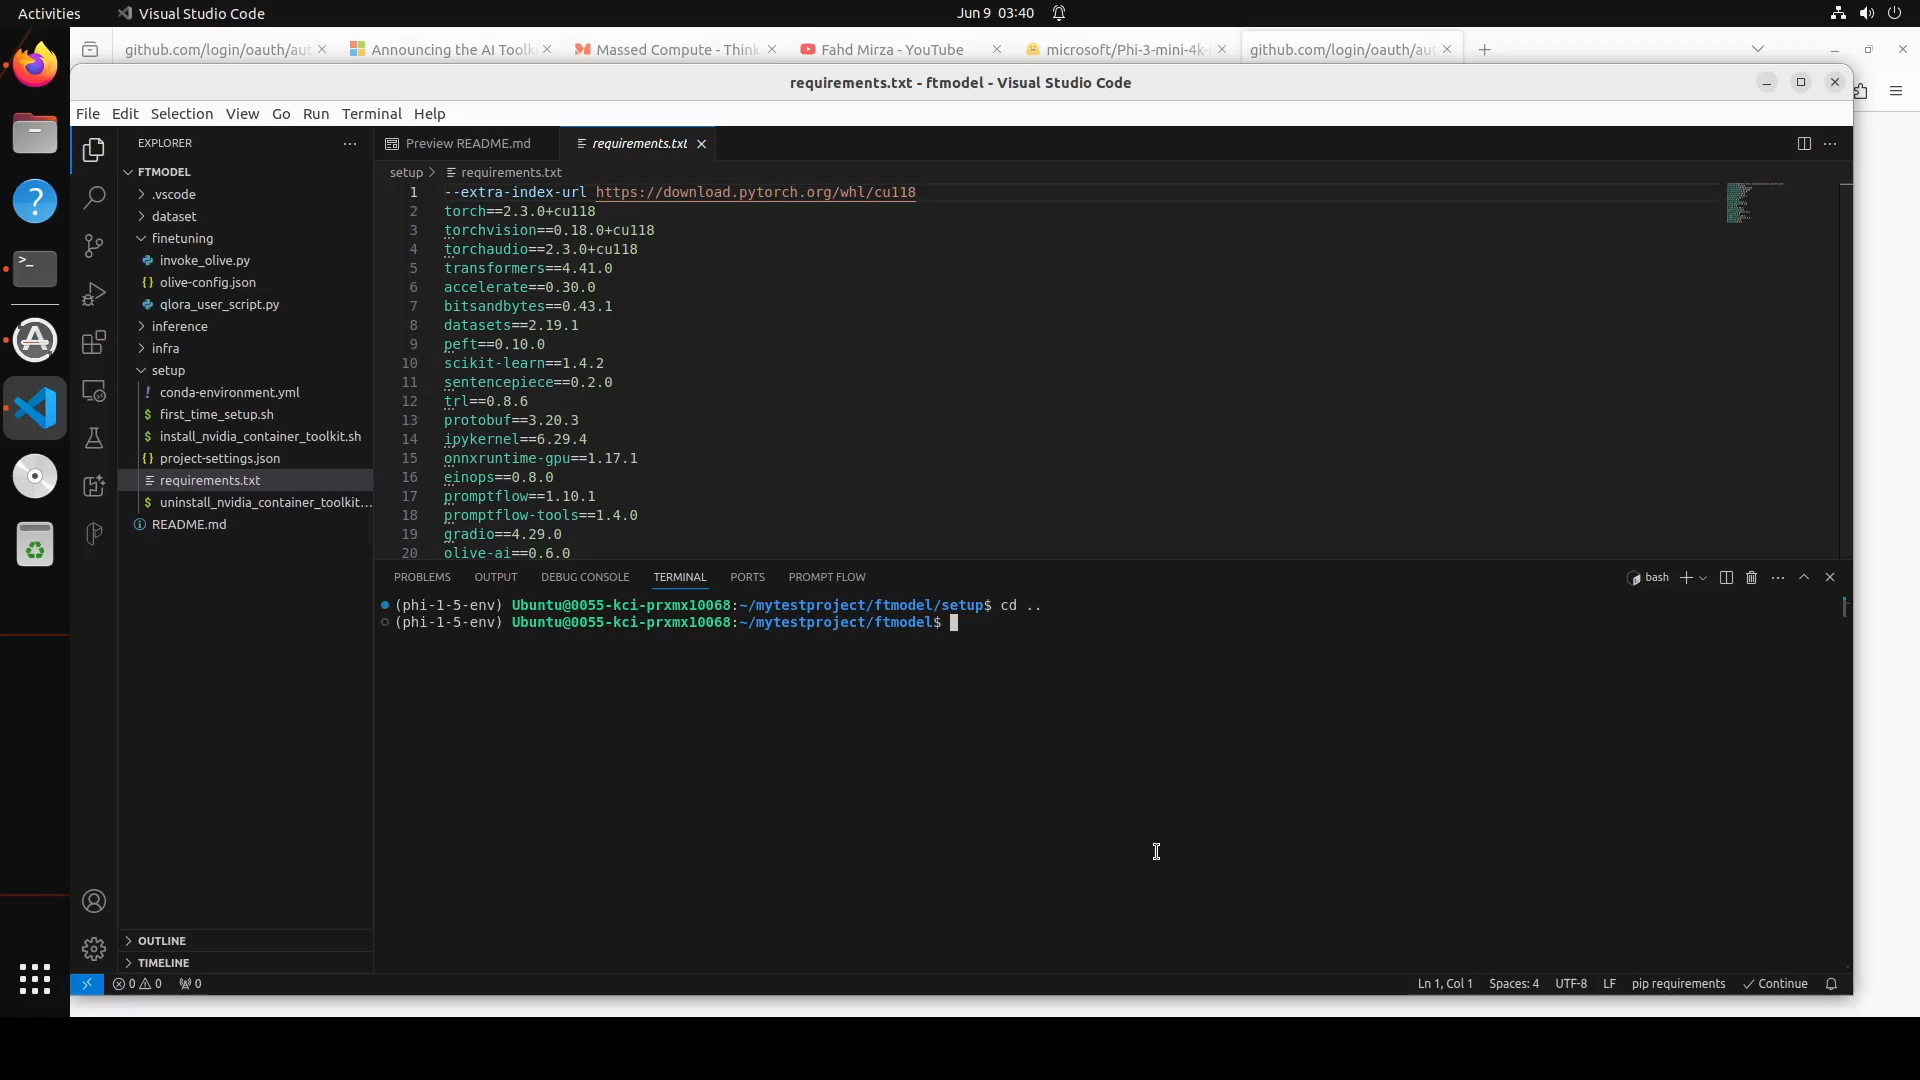 Activities
Visual Studio Code
Jun 9 03:40
github.com/login/oauth/aut
Announcing the AI Toolk
Massed Compute - Think
Fahd Mirza - YouTube
microsoft/Phi-3-mini-4k-
github.com/login/oauth/aut
requirements.txt - ftmodel - Visual Studio Code
File Edit Selection View Go Run Terminal Help
EXPLORER
FTMODEL
.vscode
dataset
finetuning
invoke_olive.py
olive-config.json
qlora_user_script.py
inference
infra
setup
conda-environment.yml
first_time_setup.sh
install_nvidia_container_toolkit.sh
project-settings.json
requirements.txt
uninstall_nvidia_container_toolkit...
README.md
OUTLINE
TIMELINE
Preview README.md
requirements.txt
setup > requirements.txt
1 --extra-index-url https://download.pytorch.org/whl/cu118
2 torch==2.3.0+cu118
3 torchvision==0.18.0+cu118
4 torchaudio==2.3.0+cu118
5 transformers==4.41.0
6 accelerate==0.30.0
7 bitsandbytes==0.43.1
8 datasets==2.19.1
9 peft==0.10.0
10 scikit-learn==1.4.2
11 sentencepiece==0.2.0
12 trl==0.8.6
13 protobuf==3.20.3
14 ipykernel==6.29.4
15 onnxruntime-gpu==1.17.1
16 einops==0.8.0
17 promptflow==1.10.1
18 promptflow-tools==1.4.0
19 gradio==4.29.0
20 olive-ai==0.6.0
PROBLEMS OUTPUT DEBUG CONSOLE TERMINAL PORTS PROMPT FLOW
bash
(phi-1-5-env) Ubuntu@0055-kci-prxmx10068:~/mytestproject/ftmodel/setup$ cd ..
(phi-1-5-env) Ubuntu@0055-kci-prxmx10068:~/mytestproject/ftmodel$
0 0 0
Ln 1, Col 1 Spaces: 4 UTF-8 LF pip requirements Continue